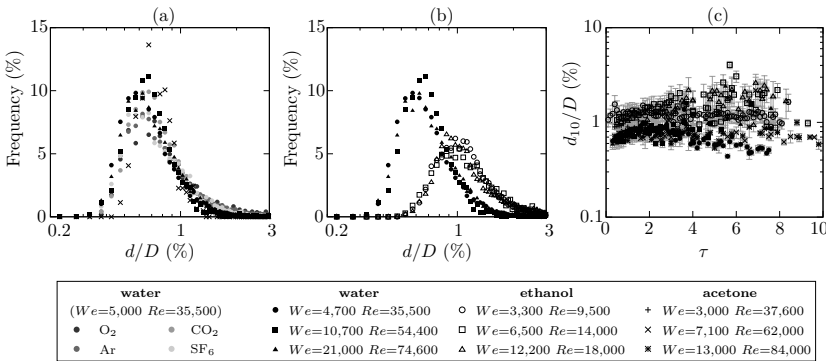 (a) (b) (c)
15 15 10
10 10
5 5 1
0 0 0.1
0.2 1 3 0.2 1 3 0 2 4 6 8 10
Frequency (%) Frequency (%) d₁₀/D (%)
d/D (%) d/D (%) τ
water water ethanol acetone
(We=5,000 Re=35,500) We=4,700 Re=35,500 We=3,300 Re=9,500 We=3,000 Re=37,600
O₂ CO₂ We=10,700 Re=54,400 We=6,500 Re=14,000 We=7,100 Re=62,000
Ar SF₆ We=21,000 Re=74,600 We=12,200 Re=18,000 We=13,000 Re=84,000